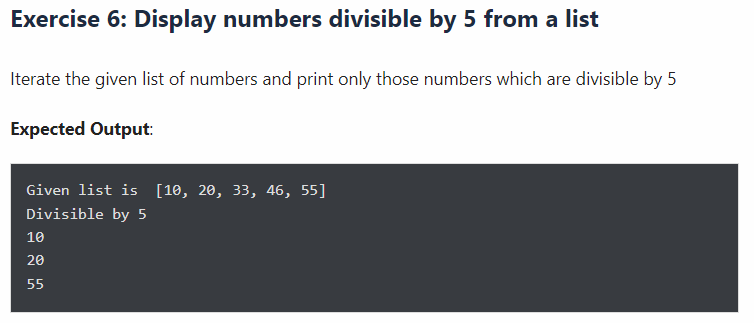 Exercise 6: Display numbers divisible by 5 from a list
Iterate the given list of numbers and print only those numbers which are divisible by 5
Expected Output:
Given list is  [10, 20, 33, 46, 55]
Divisible by 5
10
20
55